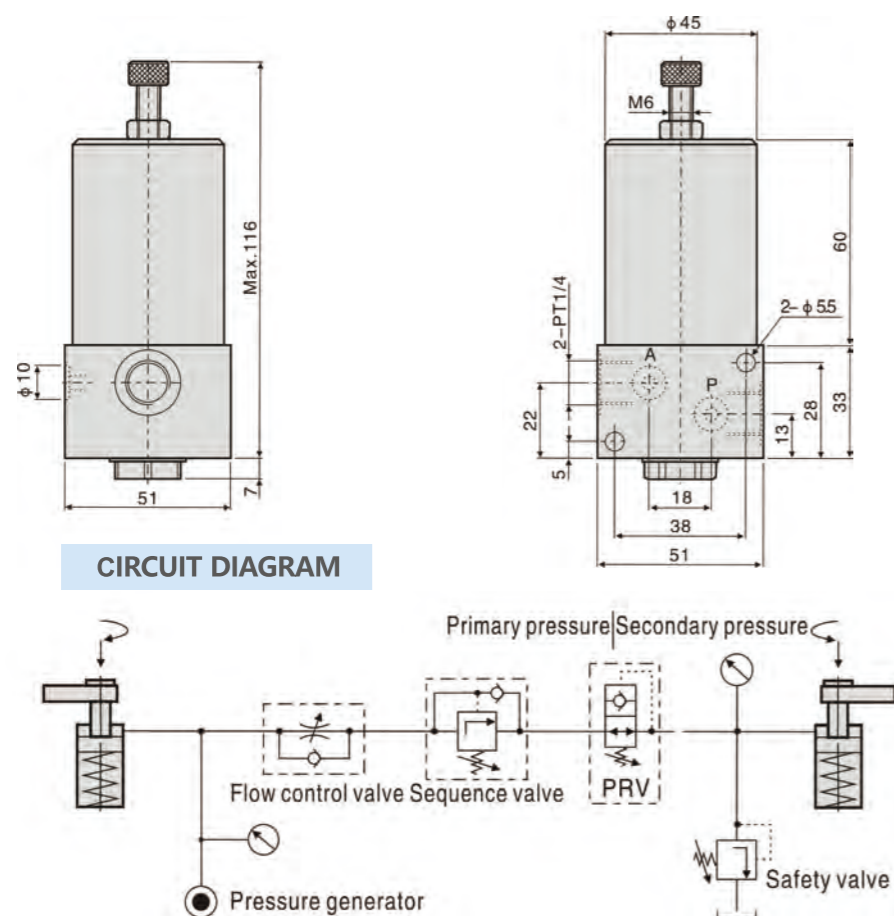 Max.116
φ10
51
7
φ45
M6
60
2-PT1/4
2-φ5.5
A
P
22
5
13
28
33
18
38
51
CIRCUIT DIAGRAM
Primary pressure|Secondary pressure
Flow control valve Sequence valve
PRV
Safety valve
Pressure generator